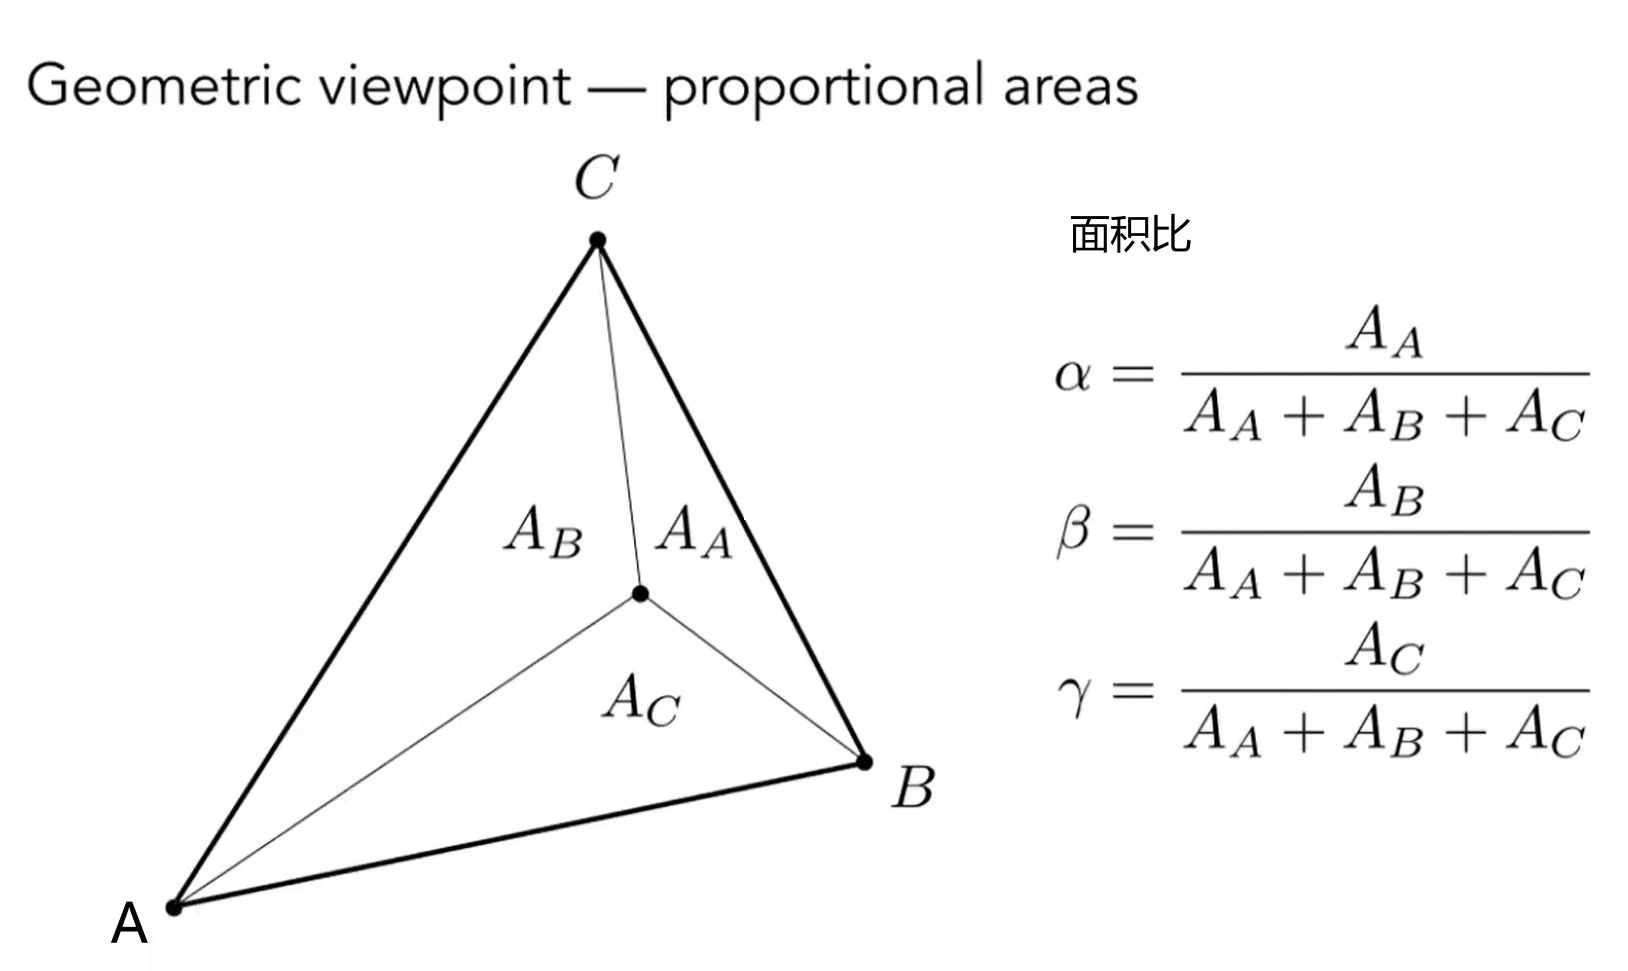 Geometric viewpoint — proportional areas
C
面积比
α = A_A / (A_A + A_B + A_C)
β = A_B / (A_A + A_B + A_C)
γ = A_C / (A_A + A_B + A_C)
A_B A_A
A_C
B
A